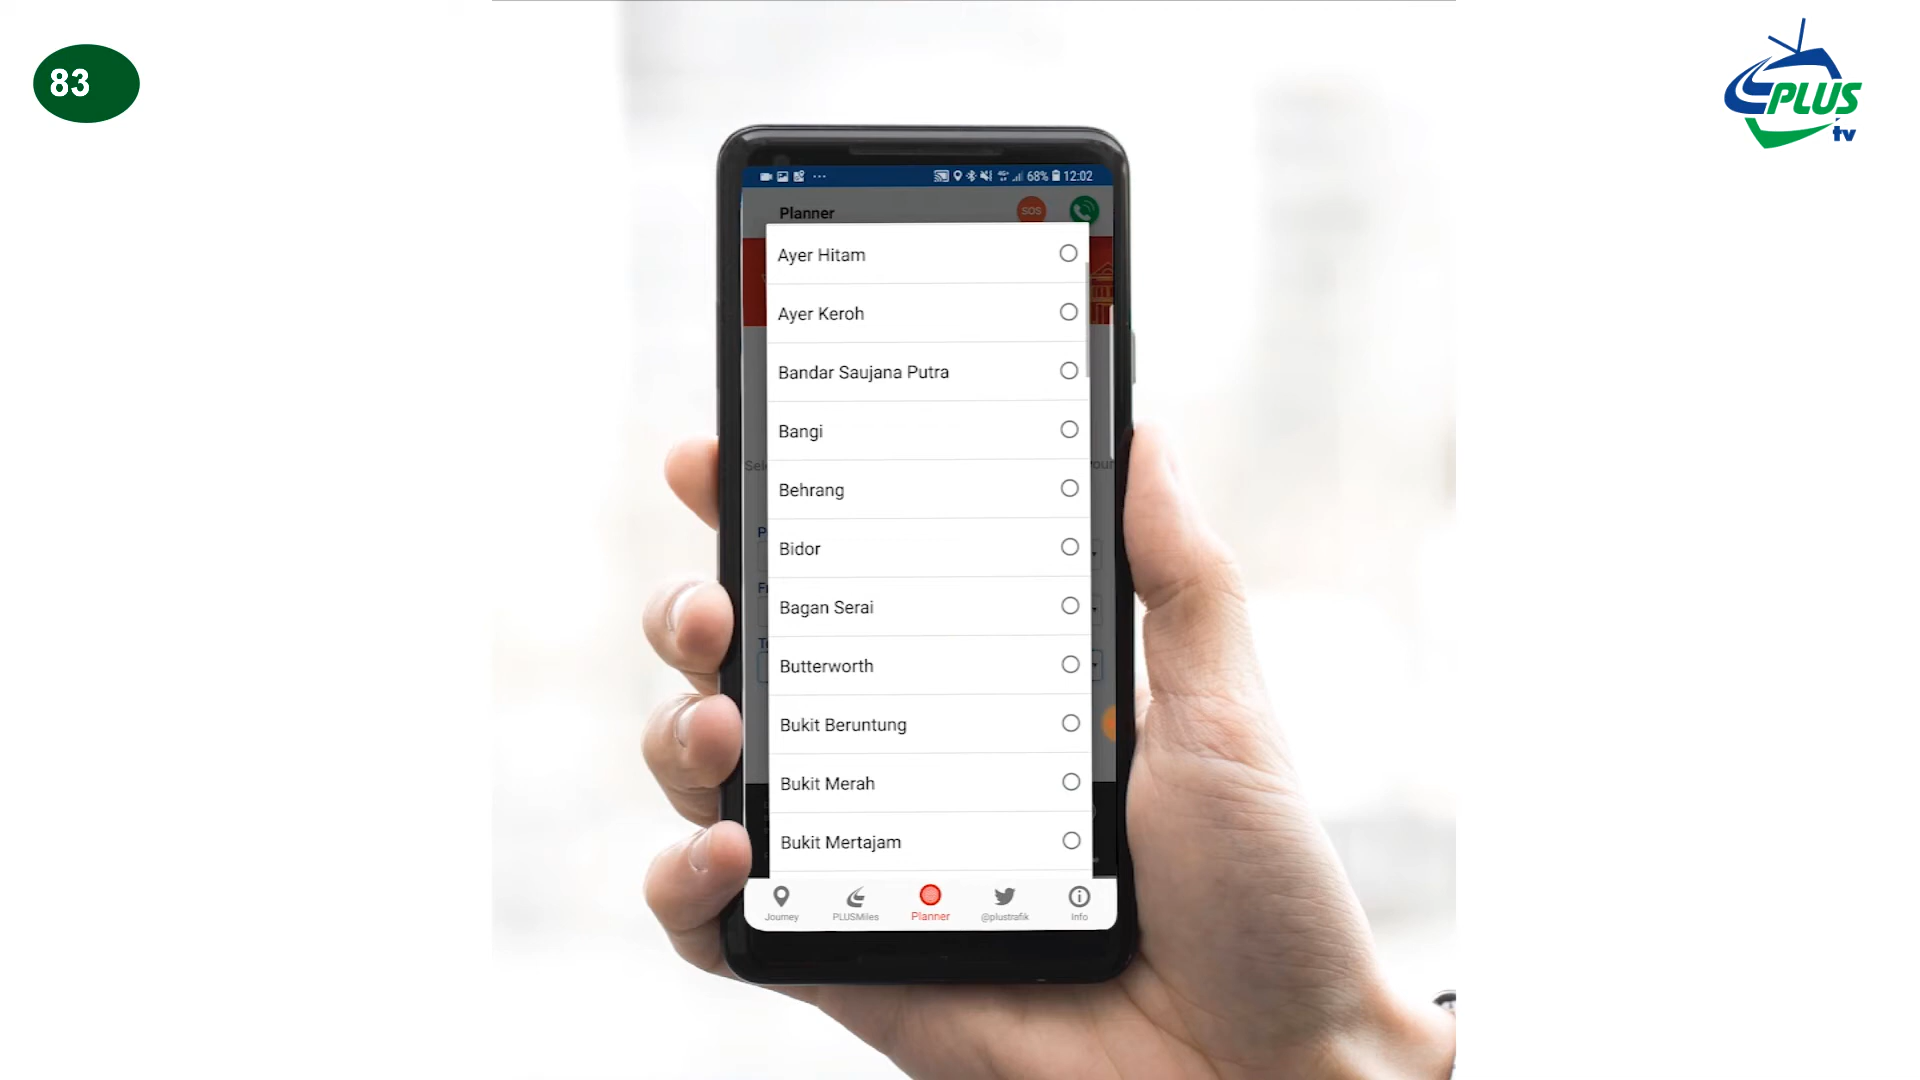 83
PLUS
tv
68% 12:02
Planner
SOS
Ayer Hitam
Ayer Keroh
Bandar Saujana Putra
Bangi
Behrang
Bidor
Bagan Serai
Butterworth
Bukit Beruntung
Bukit Merah
Bukit Mertajam
Journey
PLUSMiles
Planner
@plustrafik
Info